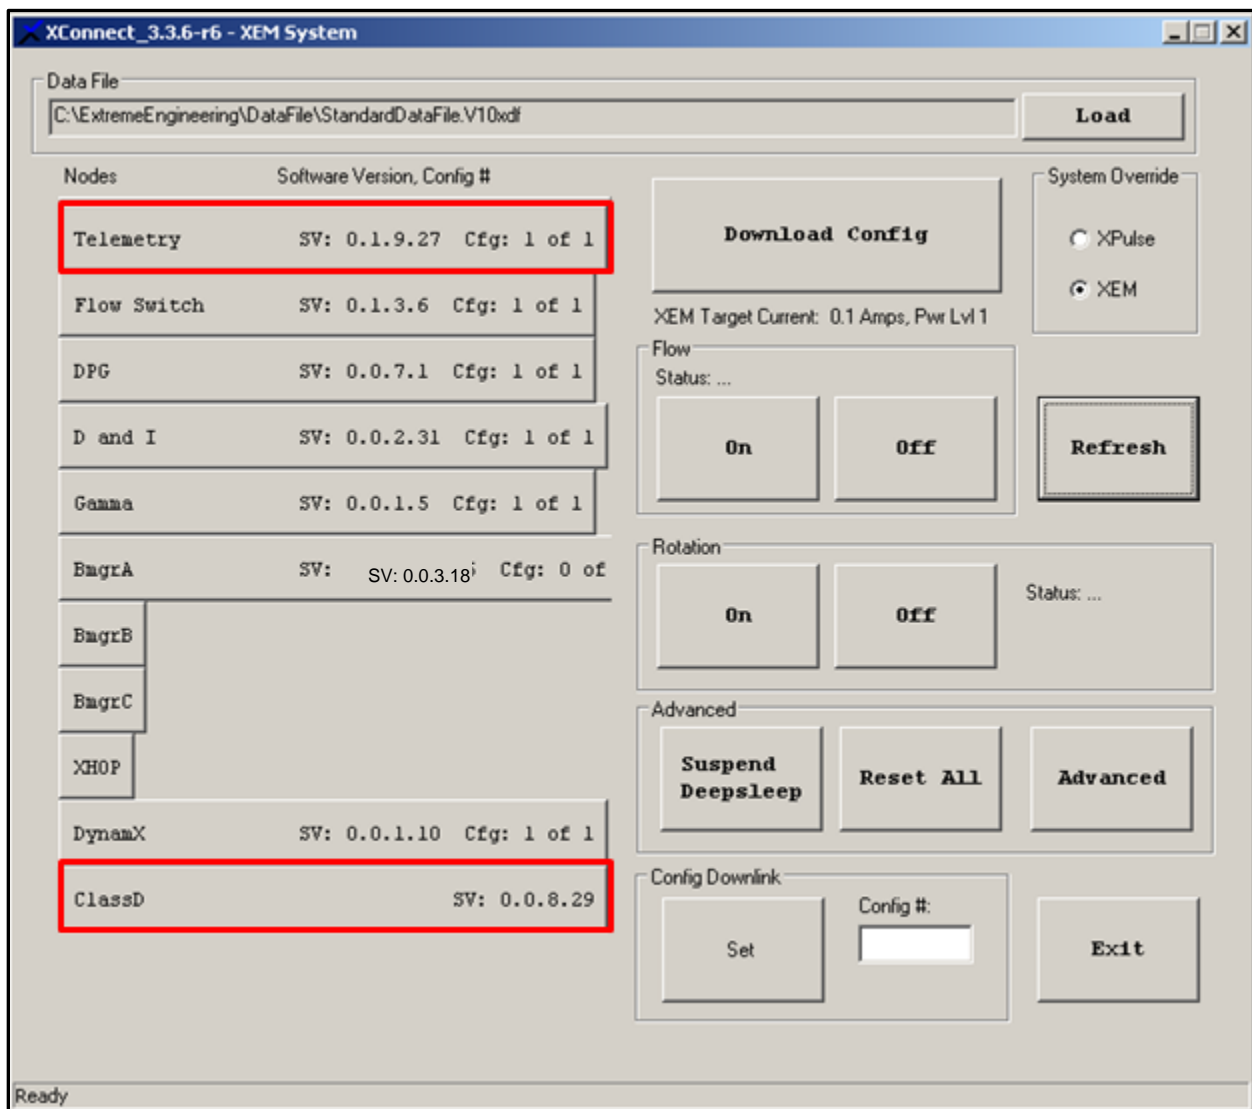 XConnect_3.3.6-r6 - XEM System
Data File
C:\ExtremeEngineering\DataFile\StandardDataFile.V10xdf
Load
Nodes
Software Version, Config #
Telemetry SV: 0.1.9.27 Cfg: 1 of 1
Flow Switch SV: 0.1.3.6 Cfg: 1 of 1
DPG SV: 0.0.7.1 Cfg: 1 of 1
D and I SV: 0.0.2.31 Cfg: 1 of 1
Gamma SV: 0.0.1.5 Cfg: 1 of 1
BmgrA SV: SV: 0.0.3.18 Cfg: 0 of
BmgrB
BmgrC
XHOP
DynamX SV: 0.0.1.10 Cfg: 1 of 1
ClassD SV: 0.0.8.29
Download Config
XEM Target Current: 0.1 Amps, Pwr Lvl 1
System Override
XPulse
XEM
Flow
Status: ...
On Off
Refresh
Rotation
On Off
Status: ...
Advanced
Suspend
Deepsleep
Reset All
Advanced
Config Downlink
Set
Config #:
Exit
Ready